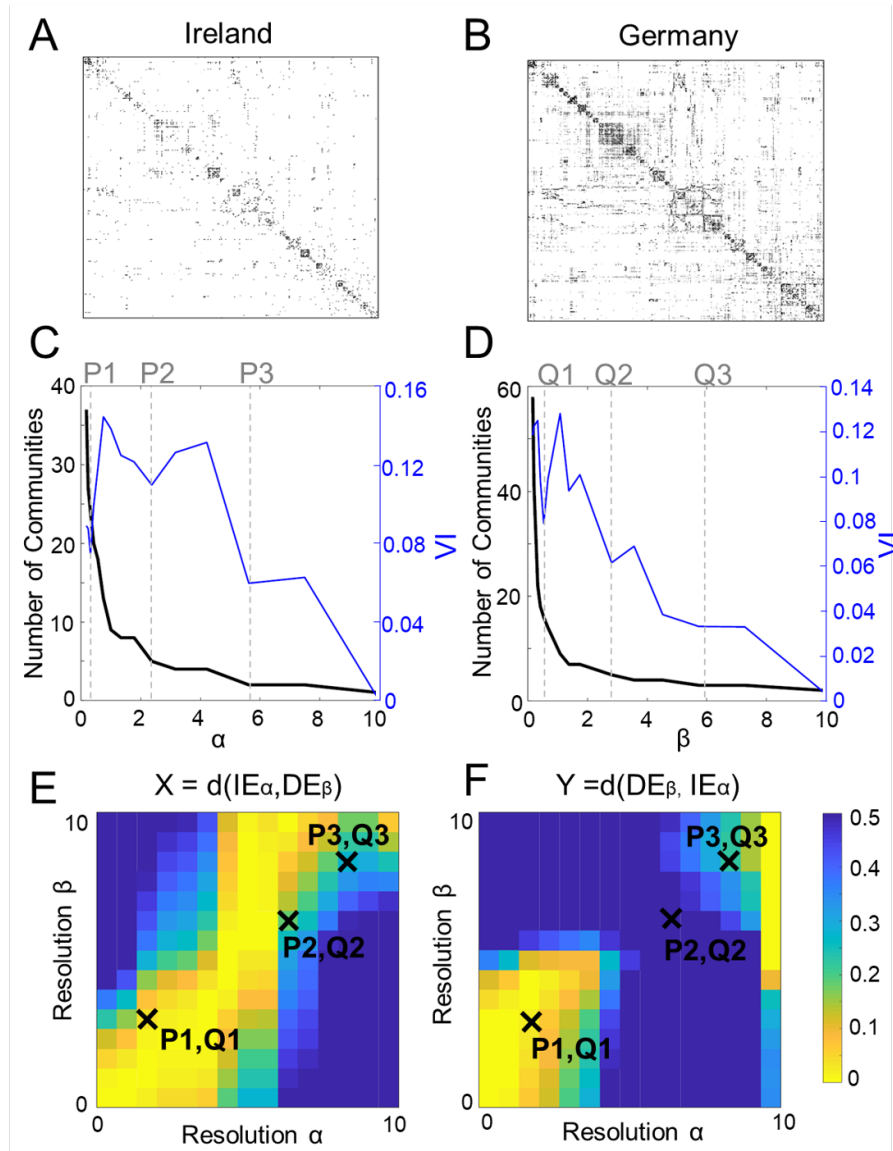 A
Ireland
B
Germany
C
P1
P2
P3
40
30
20
10
0
Number of Communities
0
2
4
6
8
10
α
0.16
0.12
0.08
0.04
0
VI
D
Q1
Q2
Q3
60
40
20
0
Number of Communities
0
2
4
6
8
10
β
0.14
0.12
0.10
0.08
0.06
0.04
0.02
0
VI
E
X = d(IEα,DEβ)
10
0
Resolution β
P3,Q3
P2,Q2
P1,Q1
0
10
Resolution α
F
Y =d(DEβ, IEα)
10
0
Resolution β
P3,Q3
P2,Q2
P1,Q1
0
10
Resolution α
0.5
0.4
0.3
0.2
0.1
0